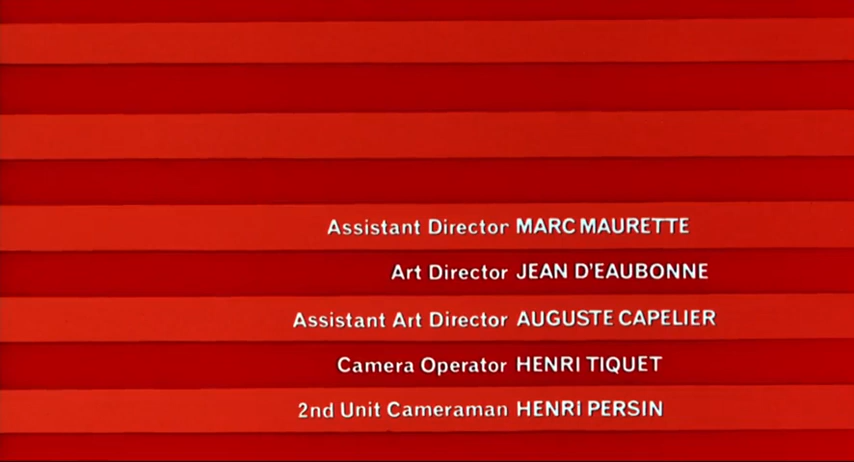 Assistant Director MARC MAURETTE
Art Director JEAN D'EAUBONNE
Assistant Art Director AUGUSTE CAPELIER
Camera Operator HENRI TIQUET
2nd Unit Cameraman HENRI PERSIN